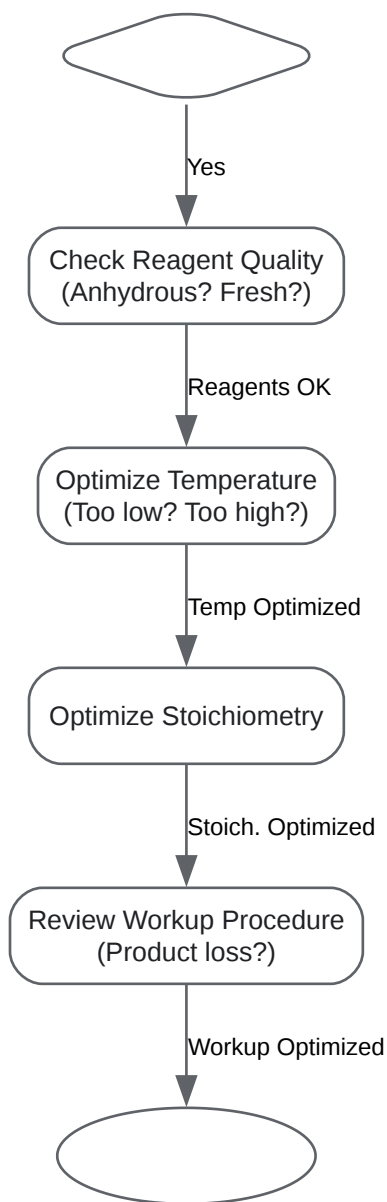 Yes
Check Reagent Quality
(Anhydrous? Fresh?)
Reagents OK
Optimize Temperature
(Too low? Too high?)
Temp Optimized
Optimize Stoichiometry
Stoich. Optimized
Review Workup Procedure
(Product loss?)
Workup Optimized